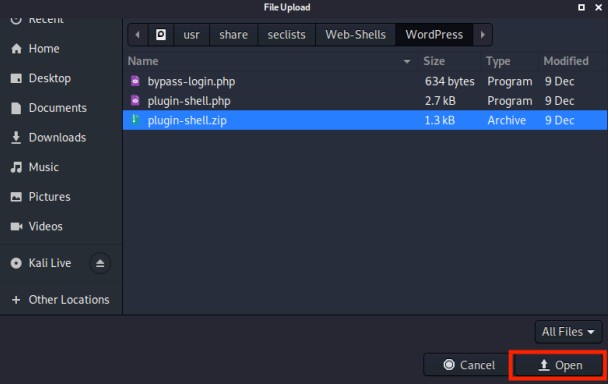 File Upload
Recent
usr share seclists Web-Shells WordPress
Home
Name Size Type Modified
Desktop
bypass-login.php 634 bytes Program 9 Dec
plugin-shell.php 2.7 kB Program 9 Dec
Documents
plugin-shell.zip 1.3 kB Archive 9 Dec
Downloads
Music
Pictures
Videos
Kali Live
+ Other Locations
All Files
Cancel Open